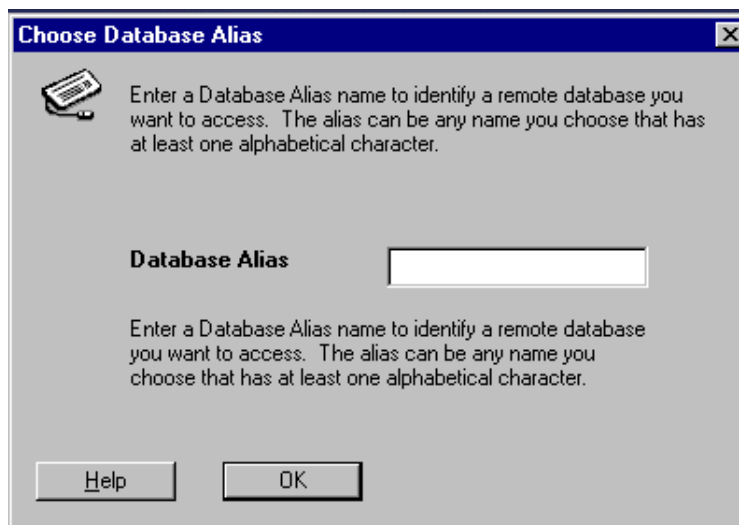 Choose Database Alias
Enter a Database Alias name to identify a remote database you
want to access.  The alias can be any name you choose that has
at least one alphabetical character.
Database Alias
Enter a Database Alias name to identify a remote database
you want to access.  The alias can be any name you
choose that has at least one alphabetical character.
Help
OK